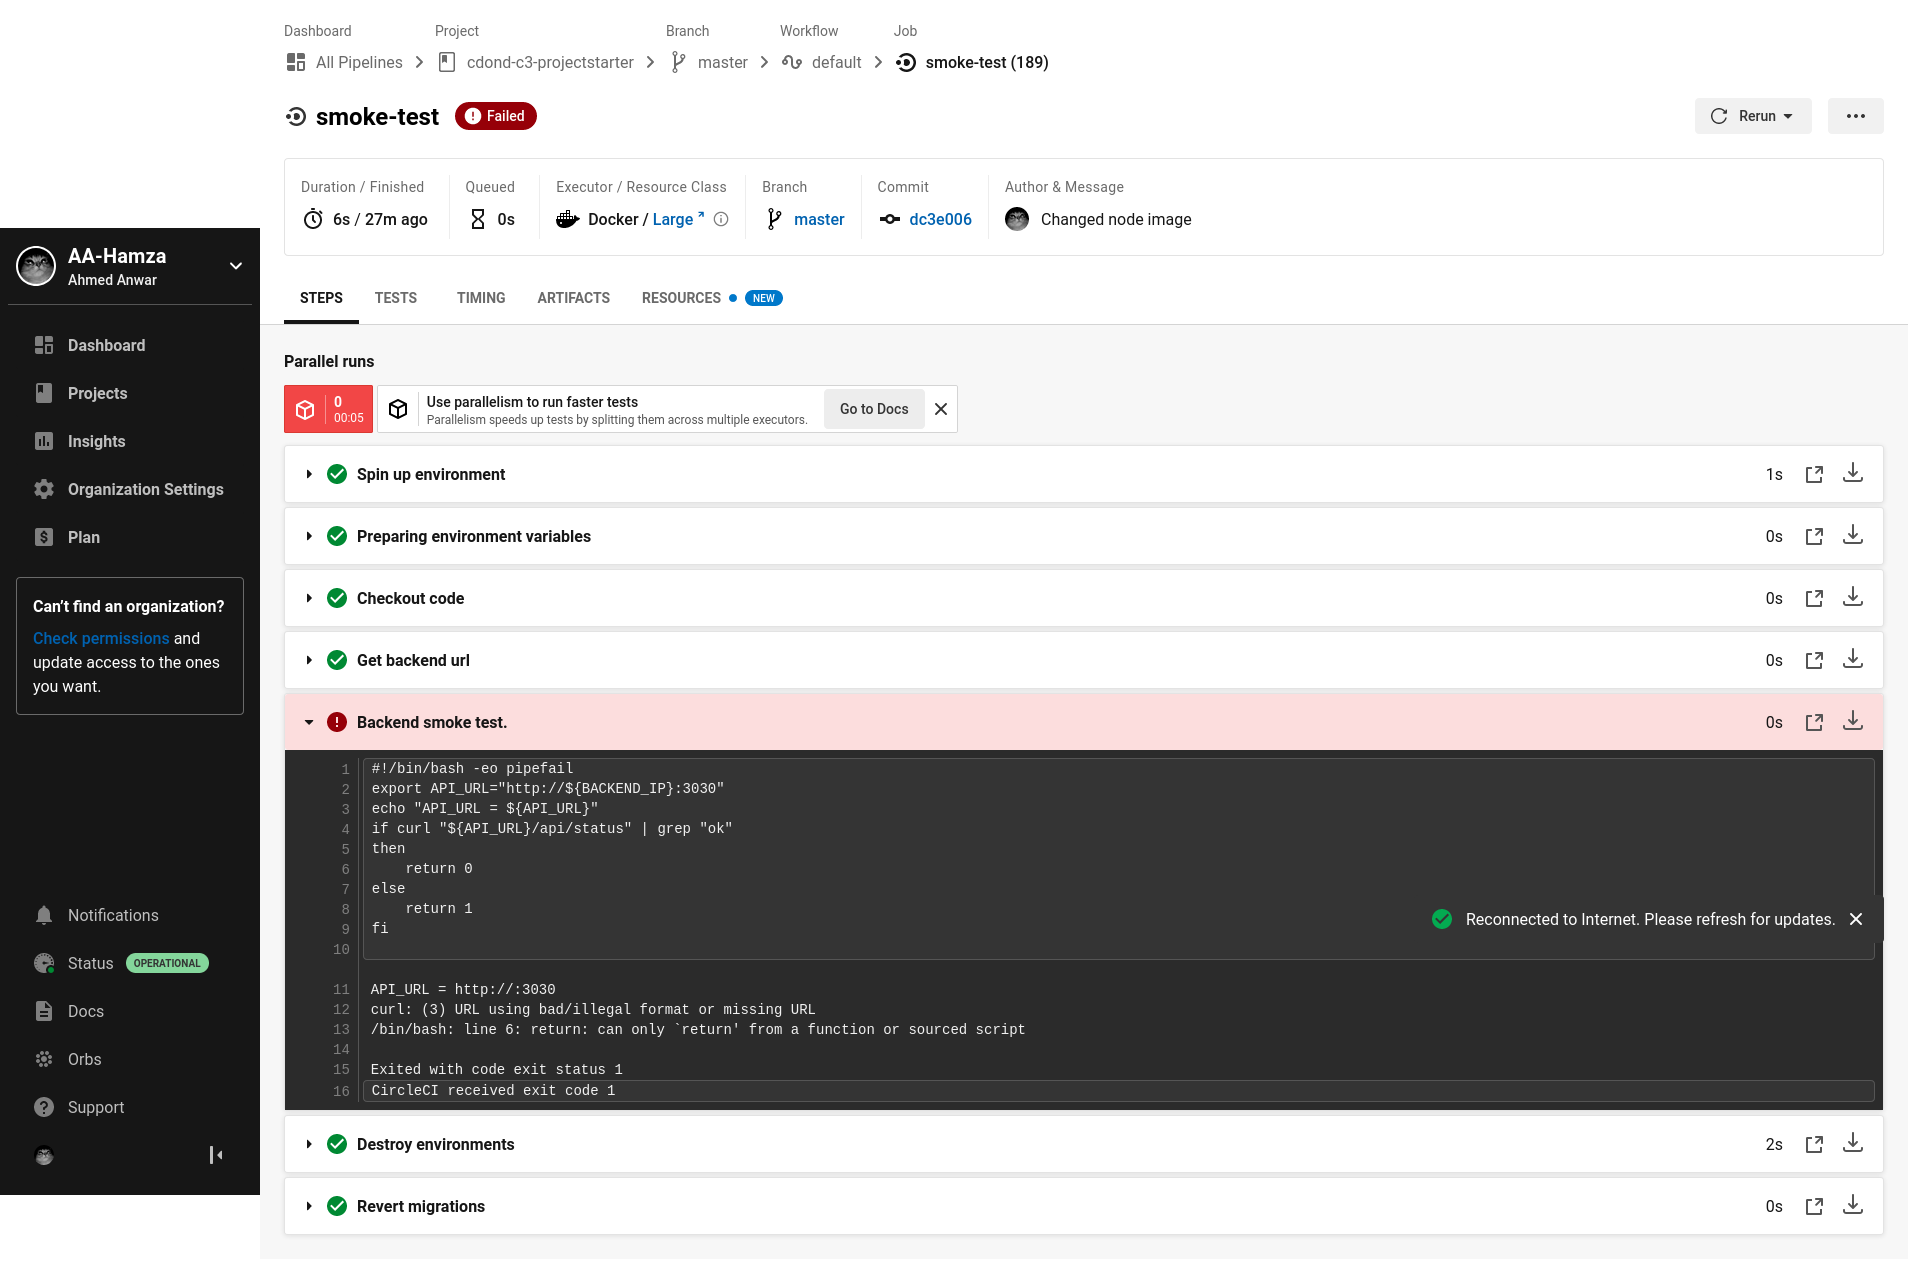 Dashboard Project Branch Workflow Job
All Pipelines cdond-c3-projectstarter master default smoke-test (189)
smoke-test Failed Rerun
Duration / Finished Queued Executor / Resource Class Branch Commit Author & Message
6s / 27m ago 0s Docker / Large master dc3e006 Changed node image
AA-Hamza
Ahmed Anwar
STEPS TESTS TIMING ARTIFACTS RESOURCES NEW
Dashboard
Projects
Insights
Organization Settings
Plan
Can't find an organization?
Check permissions and
update access to the ones
you want.
Notifications
Status OPERATIONAL
Docs
Orbs
Support
Parallel runs
0
00:05
Use parallelism to run faster tests
Parallelism speeds up tests by splitting them across multiple executors.
Go to Docs
Spin up environment 1s
Preparing environment variables 0s
Checkout code 0s
Get backend url 0s
Backend smoke test. 0s
1 #!/bin/bash -eo pipefail
2 export API_URL="http://${BACKEND_IP}:3030"
3 echo "API_URL = ${API_URL}"
4 if curl "${API_URL}/api/status" | grep "ok"
5 then
6     return 0
7 else
8     return 1
9 fi
10
Reconnected to Internet. Please refresh for updates.
11 API_URL = http://:3030
12 curl: (3) URL using bad/illegal format or missing URL
13 /bin/bash: line 6: return: can only `return' from a function or sourced script
14
15 Exited with code exit status 1
16 CircleCI received exit code 1
Destroy environments 2s
Revert migrations 0s